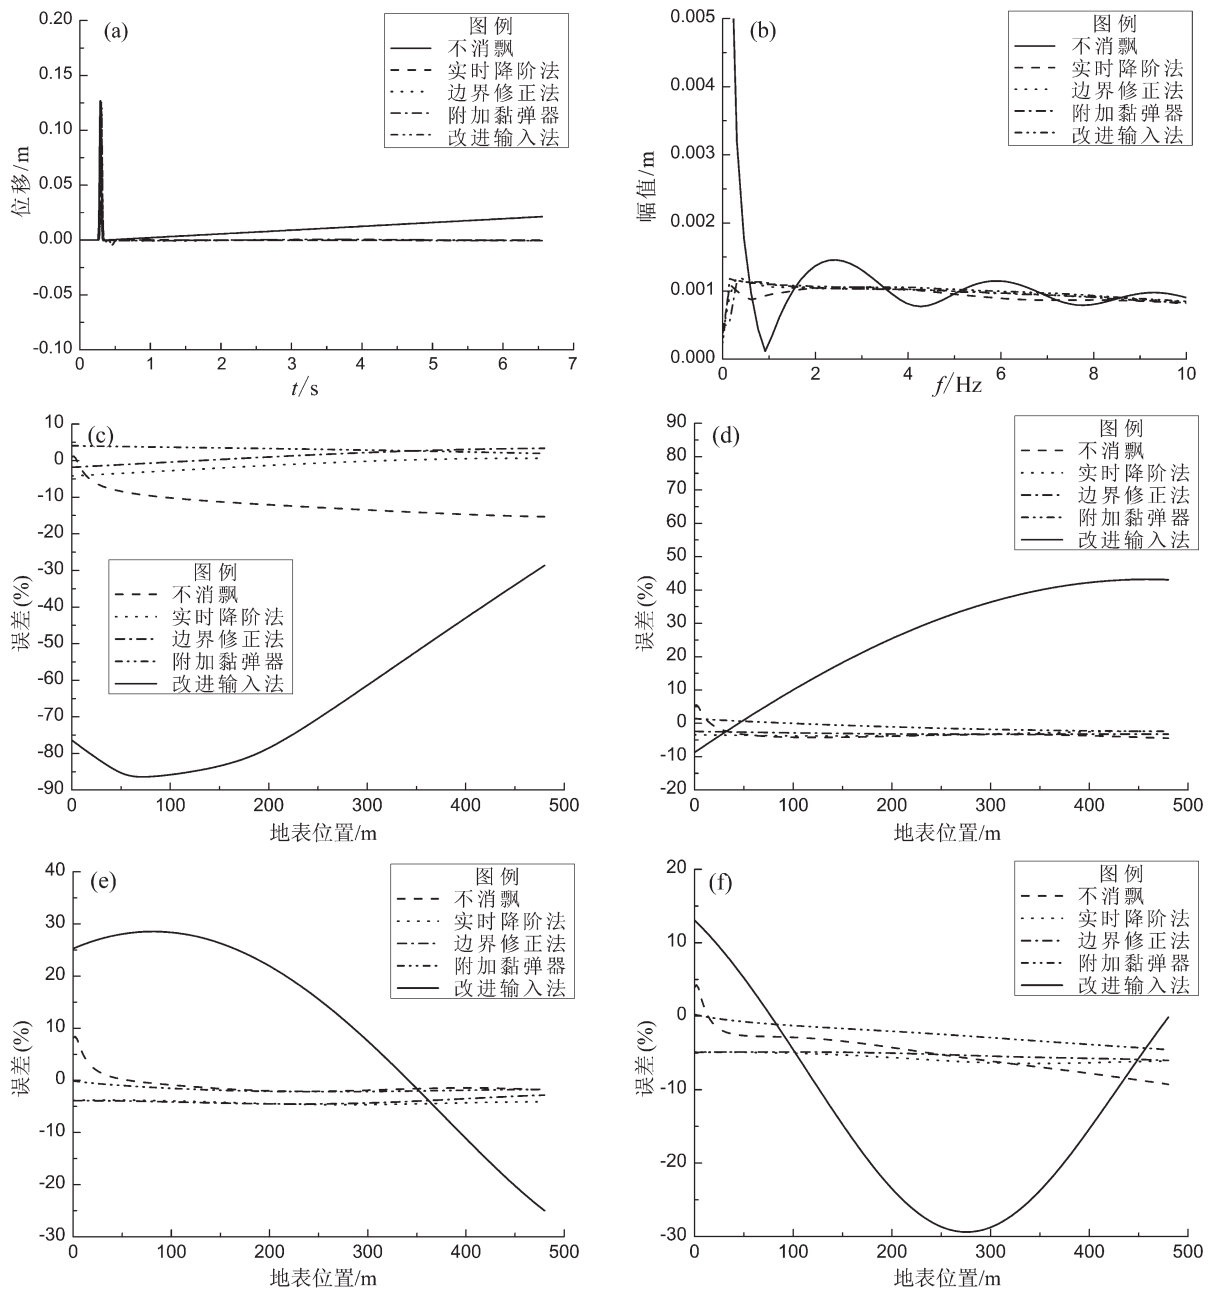 (a)
图例
不消飘
实时降阶法
边界修正法
附加黏弹器
改进输入法
0.20
0.15
0.10
0.05
0.00
-0.05
-0.10
位移/m
0
1
2
3
4
5
6
7
t/s
(b)
图例
不消飘
实时降阶法
边界修正法
附加黏弹器
改进输入法
0.005
0.004
0.003
0.002
0.001
0.000
幅值/m
0
2
4
6
8
10
f/Hz
(c)
10
0
-10
-20
-30
-40
-50
-60
-70
-80
-90
误差(%)
图例
不消飘
实时降阶法
边界修正法
附加黏弹器
改进输入法
0
100
200
300
400
500
地表位置/m
(d)
图例
不消飘
实时降阶法
边界修正法
附加黏弹器
改进输入法
90
80
70
60
50
40
30
20
10
0
-10
-20
误差(%)
0
100
200
300
400
500
地表位置/m
(e)
图例
不消飘
实时降阶法
边界修正法
附加黏弹器
改进输入法
40
30
20
10
0
-10
-20
-30
误差(%)
0
100
200
300
400
500
地表位置/m
(f)
图例
不消飘
实时降阶法
边界修正法
附加黏弹器
改进输入法
20
10
0
-10
-20
-30
误差(%)
0
100
200
300
400
500
地表位置/m